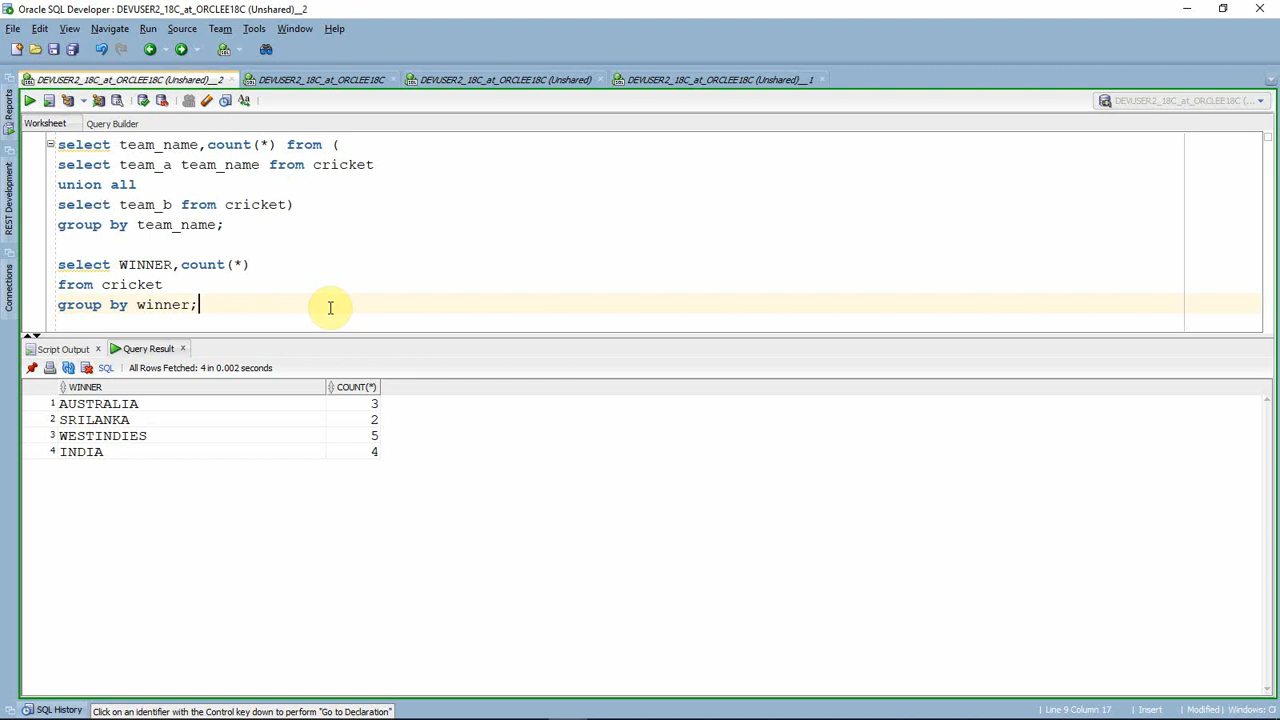 Oracle SQL Developer : DEVUSER2_18C_at_ORCLEE18C (Unshared)__2
File Edit View Navigate Run Source Team Tools Window Help
DEVUSER2_18C_at_ORCLEE18C (Unshared)__2 DEVUSER2_18C_at_ORCLEE18C DEVUSER2_18C_at_ORCLEE18C (Unshared) DEVUSER2_18C_at_ORCLEE18C (Unshared)__1
DEVUSER2_18C_at_ORCLEE18C (...
Worksheet Query Builder
Reports
REST Development
Connections
select team_name,count(*) from (
select team_a team_name from cricket
union all
select team_b from cricket)
group by team_name;
select WINNER,count(*)
from cricket
group by winner;
Script Output x Query Result x
SQL All Rows Fetched: 4 in 0.002 seconds
WINNER COUNT(*)
1 AUSTRALIA 3
2 SRILANKA 2
3 WESTINDIES 5
4 INDIA 4
SQL History Click on an identifier with the Control key down to perform "Go to Declaration" Line 9 Column 17 Insert Modified Windows: